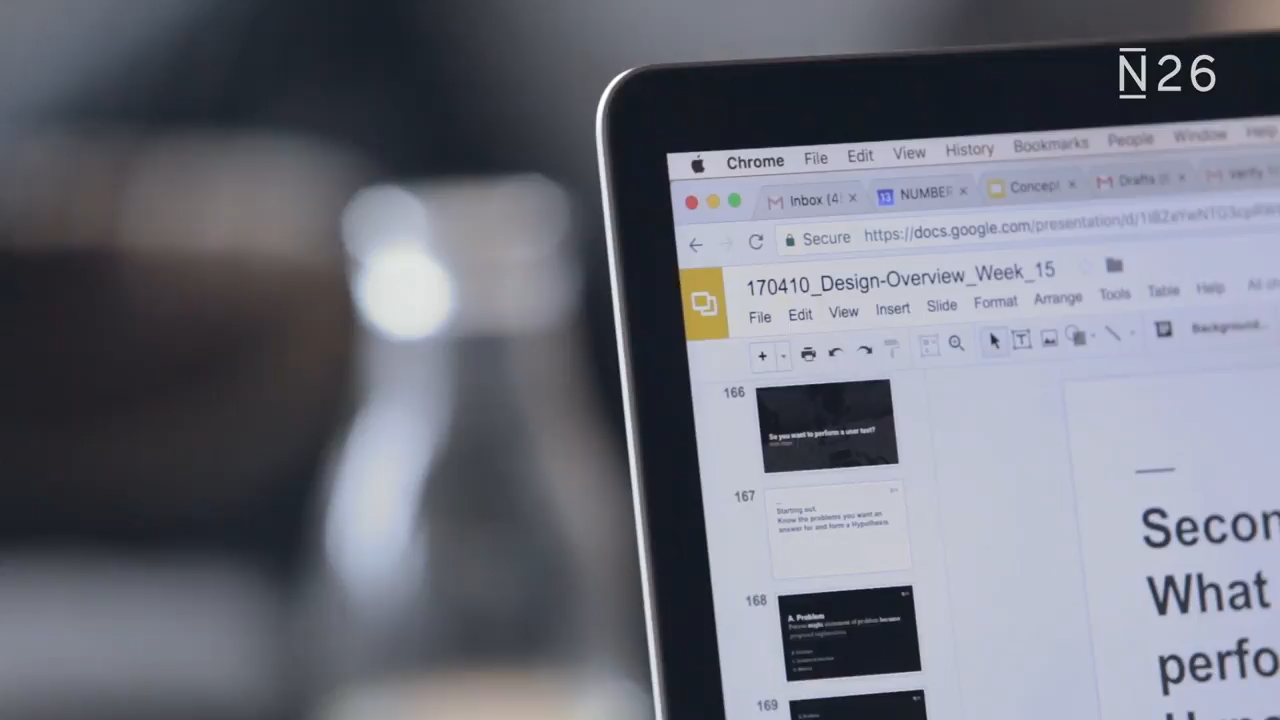 N26
Chrome File Edit View History Bookmarks People Window Help
Inbox (4 NUMBER Concept Drafts Verify
Secure https://docs.google.com/presentation/d/
170410_Design-Overview_Week_15
File Edit View Insert Slide Format Arrange Tools Table Help
Background...
166
So you want to perform a user test?
167
Starting out.
Know the problems you want an
answer for and form a Hypothesis
168
A. Problem
169
Secon
What
perfo